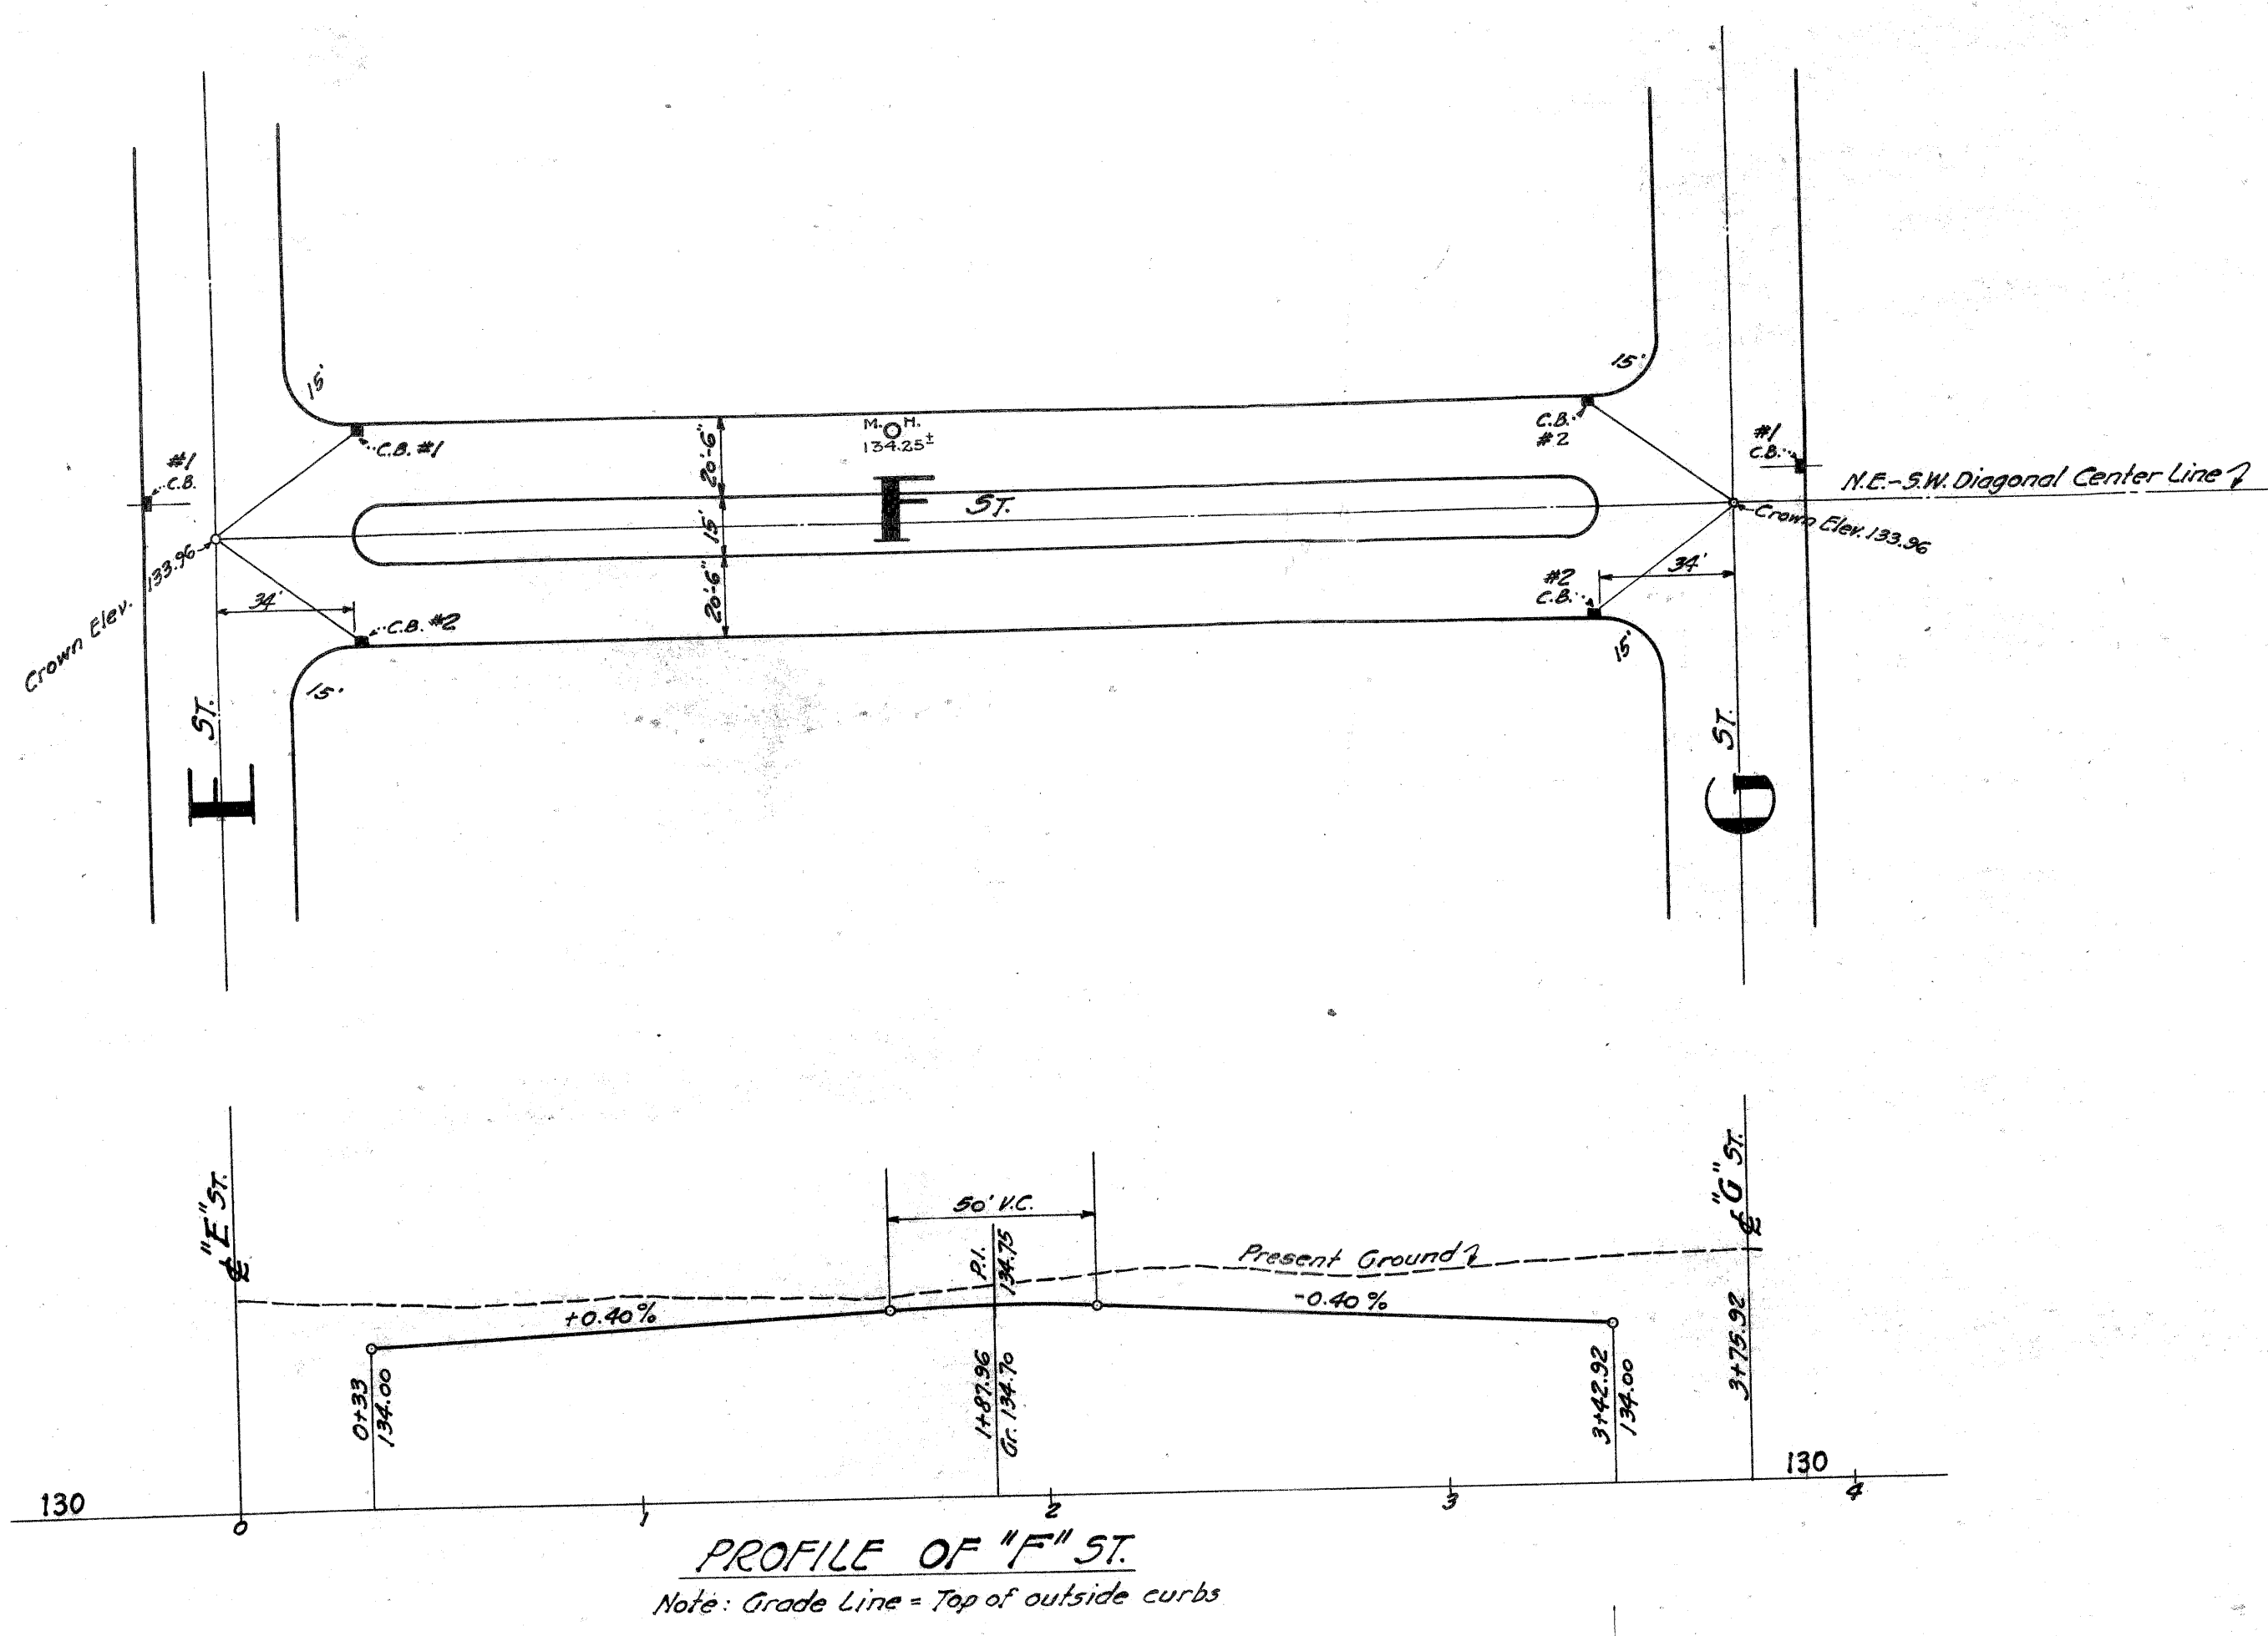 15'
15'
M. H.
134.25±
C.B.
#2
#1
C.B.
C.B. #1
#1
C.B.
20'-6"
N.E.-S.W. Diagonal Center Line
F ST.
15'
Crown Elev. 133.96
Crown Elev. 133.96
34'
#2
C.B.
34'
20'-6"
C.B. #2
15'
15'
E ST.
G ST.
℄ "E" ST.
℄ "G" ST.
50' V.C.
P.I.
134.75
Present Ground
+0.40%
-0.40%
0+33
134.00
1+87.96
Gr. 134.70
3+42.92
134.00
3+75.92
130
130
0
1
2
3
4
PROFILE OF "F" ST.
Note: Grade Line = Top of outside curbs